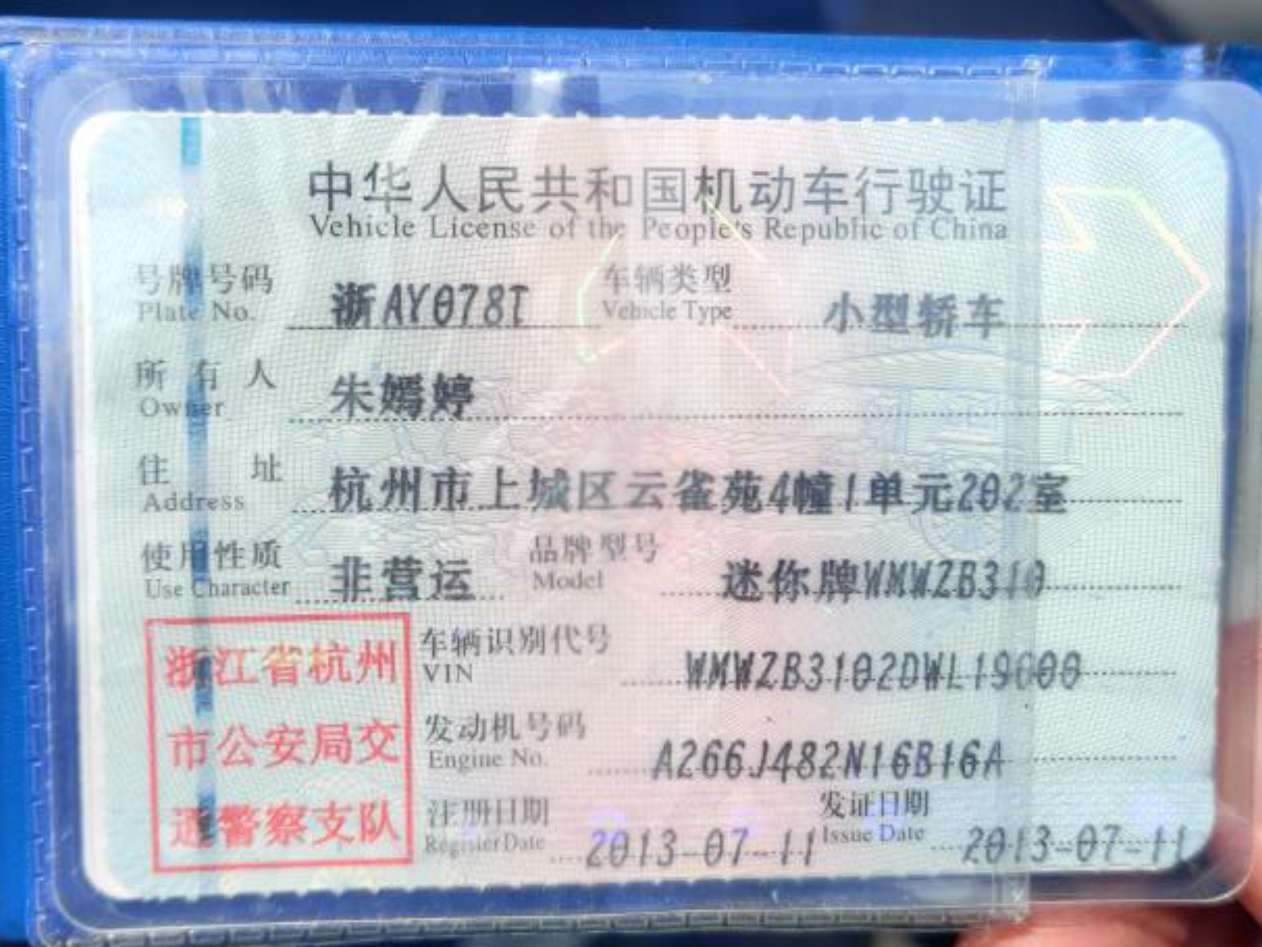 中华人民共和国机动车行驶证
Vehicle License of the People's Republic of China
号牌号码 浙AY078T 车辆类型 小型轿车
Plate No. Vehicle Type
所有人 朱嫣婷
Owner
住址 杭州市上城区云雀苑4幢1单元202室
Address
使用性质 非营运 品牌型号 迷你牌WMWZB310
Use Character Model
车辆识别代号 WMWZB3102DWL19000
VIN
发动机号码 A266J482N16B16A
Engine No.
注册日期 2013-07-11 发证日期 2013-07-11
Register Date Issue Date
浙江省杭州
市公安局交
通警察支队